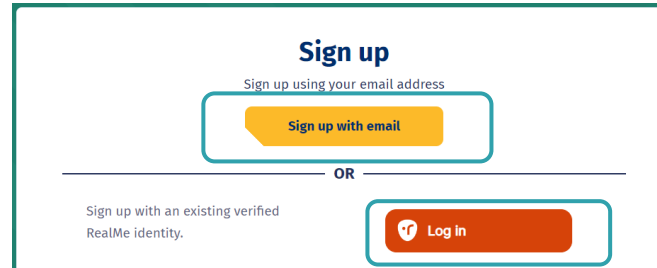 Sign up
Sign up using your email address
Sign up with email
OR
Sign up with an existing verified
RealMe identity.
Log in